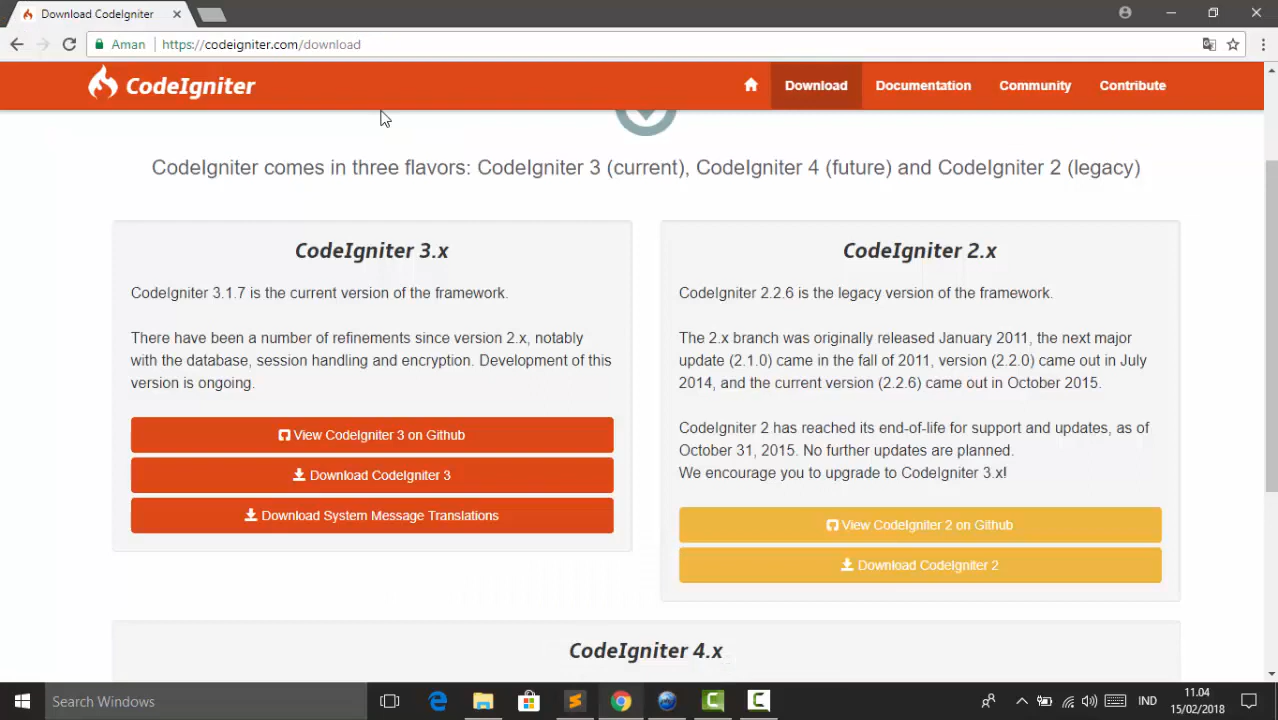 Download CodeIgniter
Aman
https://codeigniter.com/download
CodeIgniter
Download
Documentation
Community
Contribute
CodeIgniter comes in three flavors: CodeIgniter 3 (current), CodeIgniter 4 (future) and CodeIgniter 2 (legacy)
CodeIgniter 3.x
CodeIgniter 3.1.7 is the current version of the framework.
There have been a number of refinements since version 2.x, notably
with the database, session handling and encryption. Development of this
version is ongoing.
View CodeIgniter 3 on Github
Download CodeIgniter 3
Download System Message Translations
CodeIgniter 2.x
CodeIgniter 2.2.6 is the legacy version of the framework.
The 2.x branch was originally released January 2011, the next major
update (2.1.0) came in the fall of 2011, version (2.2.0) came out in July
2014, and the current version (2.2.6) came out in October 2015.
CodeIgniter 2 has reached its end-of-life for support and updates, as of
October 31, 2015. No further updates are planned.
We encourage you to upgrade to CodeIgniter 3.x!
View CodeIgniter 2 on Github
Download CodeIgniter 2
CodeIgniter 4.x
Search Windows
IND
11.04
15/02/2018